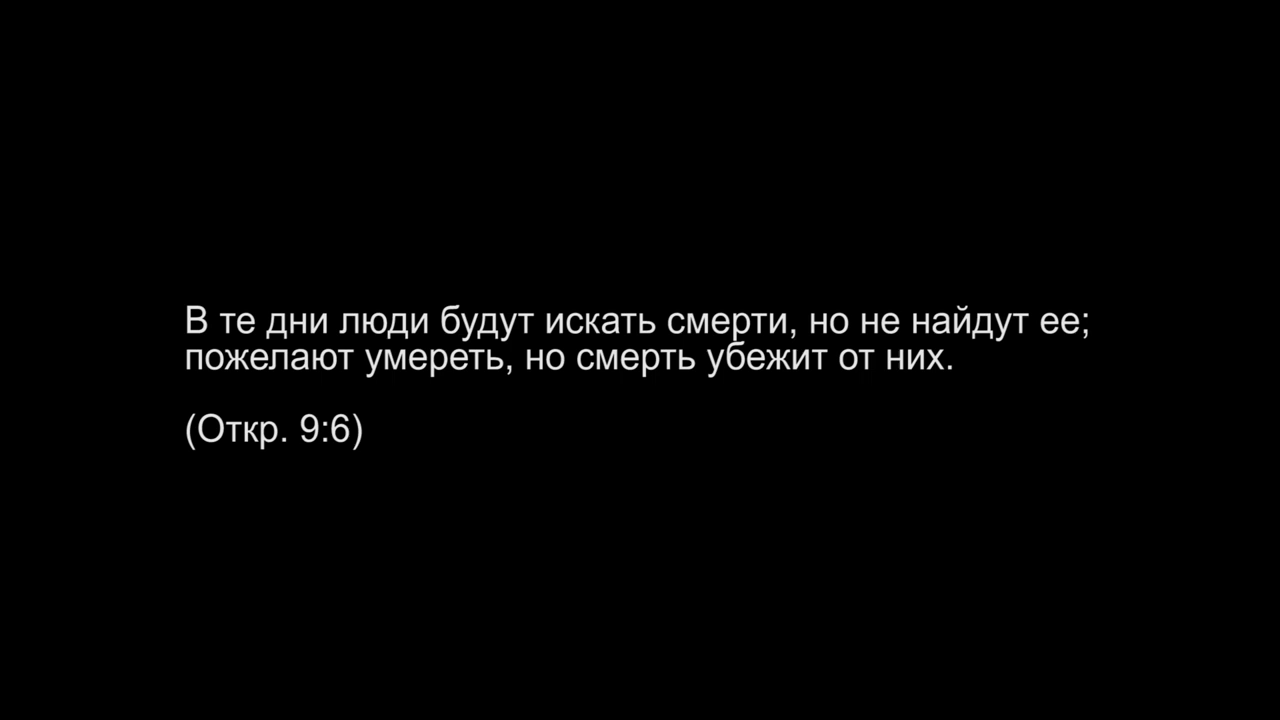 В те дни люди будут искать смерти, но не найдут ее;
пожелают умереть, но смерть убежит от них.
(Откр. 9:6)